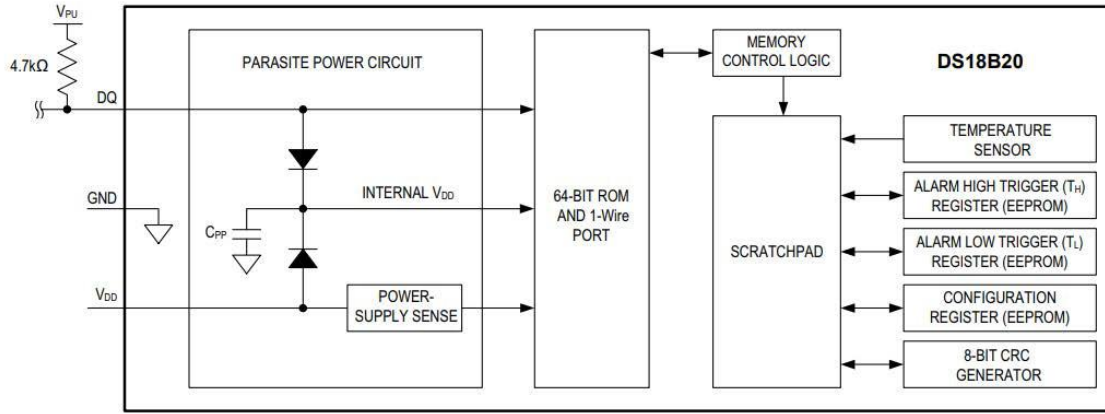 VPU
4.7kΩ
DQ
GND
VDD
PARASITE POWER CIRCUIT
INTERNAL VDD
CPP
POWER-
SUPPLY SENSE
64-BIT ROM
AND 1-Wire
PORT
MEMORY
CONTROL LOGIC
SCRATCHPAD
DS18B20
TEMPERATURE
SENSOR
ALARM HIGH TRIGGER (TH)
REGISTER (EEPROM)
ALARM LOW TRIGGER (TL)
REGISTER (EEPROM)
CONFIGURATION
REGISTER (EEPROM)
8-BIT CRC
GENERATOR